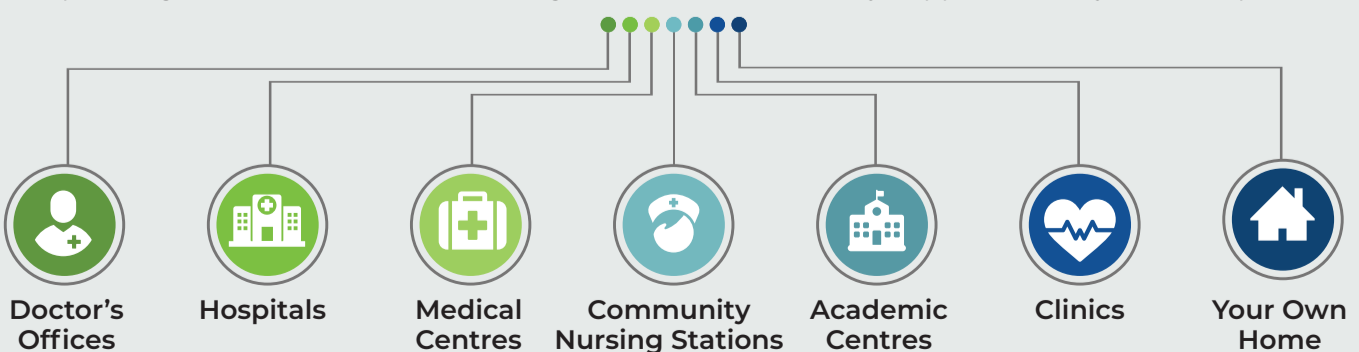 Doctor's
Offices
Hospitals
Medical
Centres
Community
Nursing Stations
Academic
Centres
Clinics
Your Own
Home